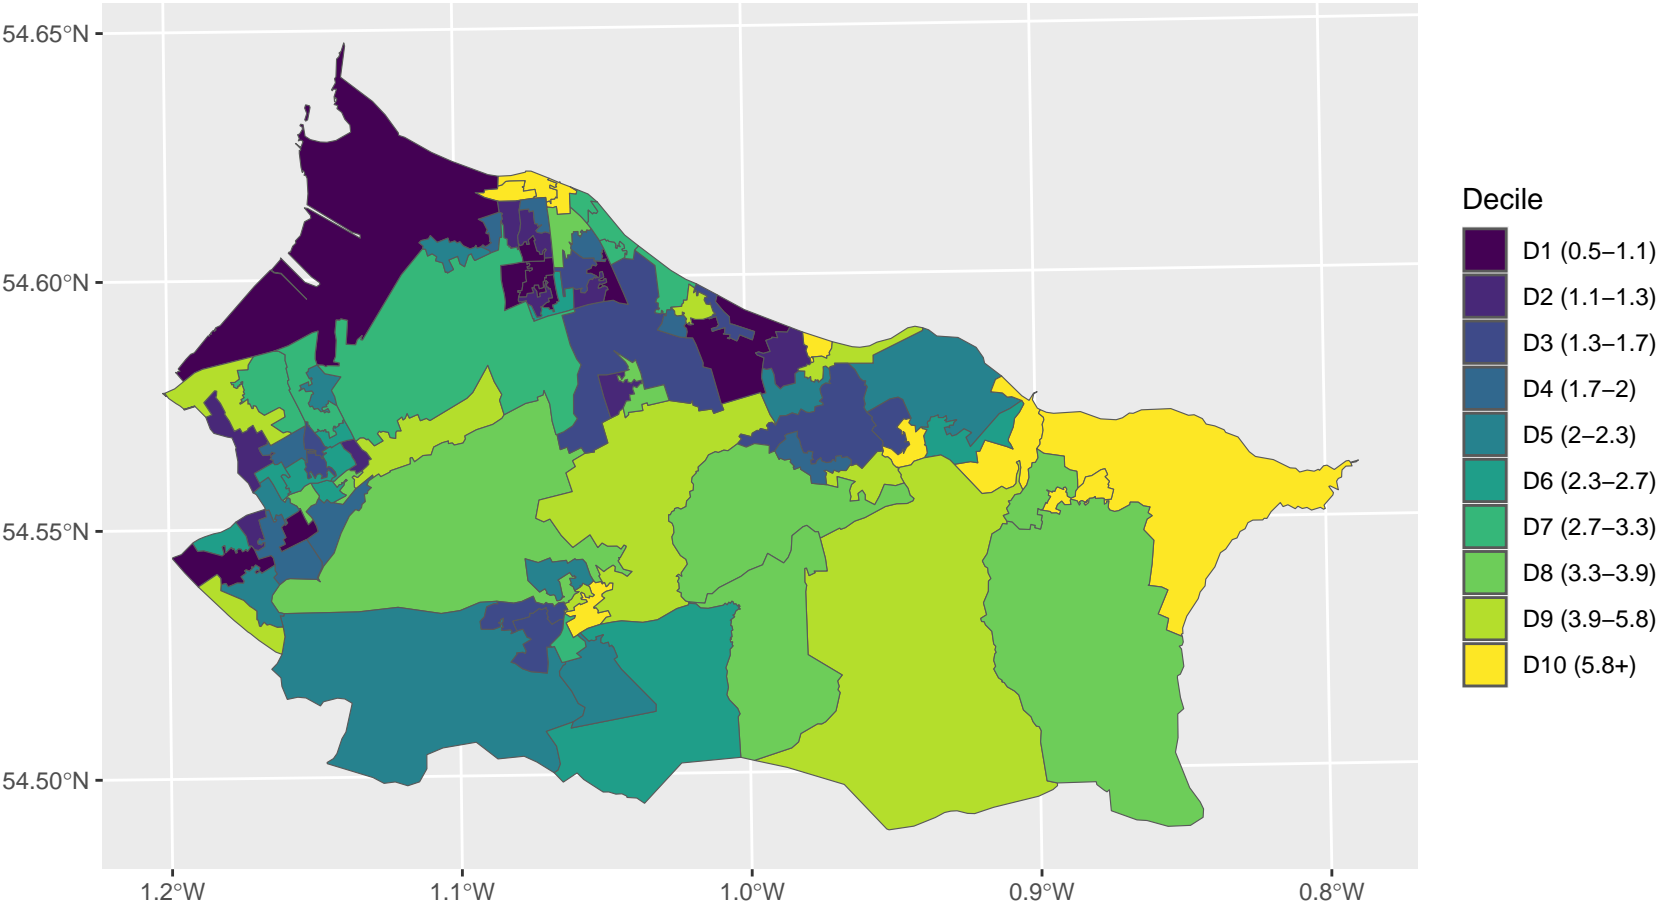 54.65°N
54.60°N
54.55°N
54.50°N
1.2°W 1.1°W 1.0°W 0.9°W 0.8°W
Decile
D1 (0.5–1.1)
D2 (1.1–1.3)
D3 (1.3–1.7)
D4 (1.7–2)
D5 (2–2.3)
D6 (2.3–2.7)
D7 (2.7–3.3)
D8 (3.3–3.9)
D9 (3.9–5.8)
D10 (5.8+)